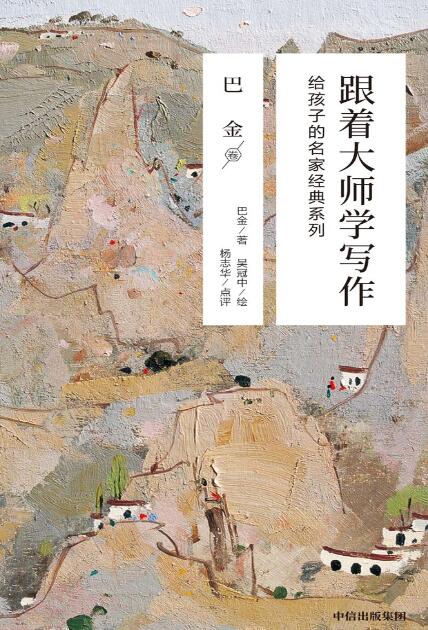 跟着大师学写作
给孩子的名家经典系列
巴金卷
巴金/著 吴冠中/绘
杨志华/点评
中信出版集团